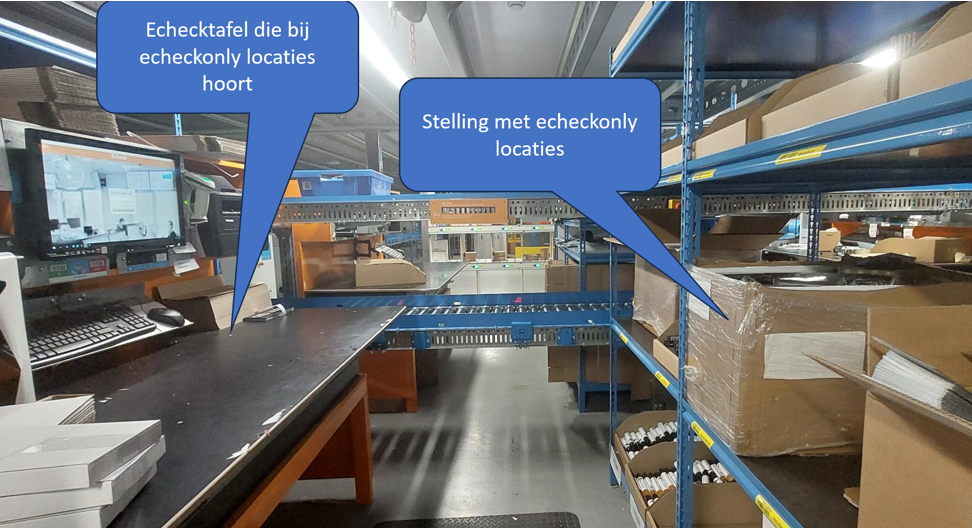 Echecktafel die bij
echeckonly locaties
hoort
Stelling met echeckonly
locaties